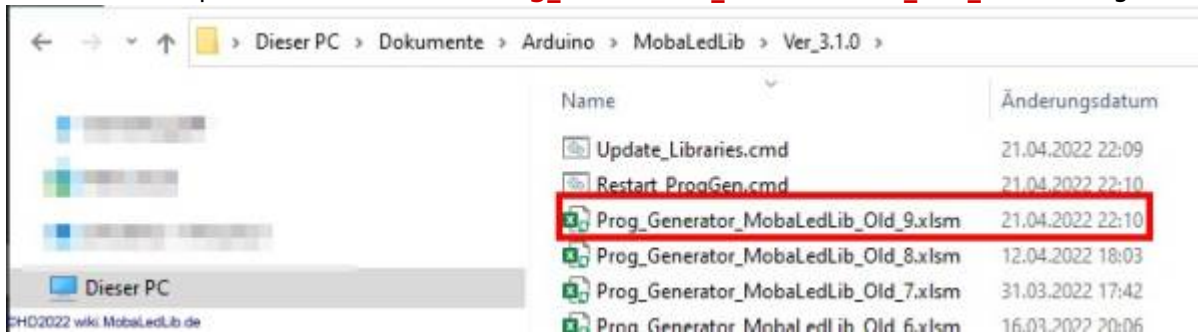 Dieser PC > Dokumente > Arduino > MobaLedLib > Ver_3.1.0 >
Name Änderungsdatum
Update_Libraries.cmd 21.04.2022 22:09
Restart_ProgGen.cmd 21.04.2022 22:10
Prog_Generator_MobaLedLib_Old_9.xlsm 21.04.2022 22:10
Prog_Generator_MobaLedLib_Old_8.xlsm 12.04.2022 18:03
Dieser PC
Prog_Generator_MobaLedLib_Old_7.xlsm 31.03.2022 17:42
wiki.MobaLedLib.de
Prog_Generator_MobaLedLib_Old_6.xlsm 16.03.2022 20:06